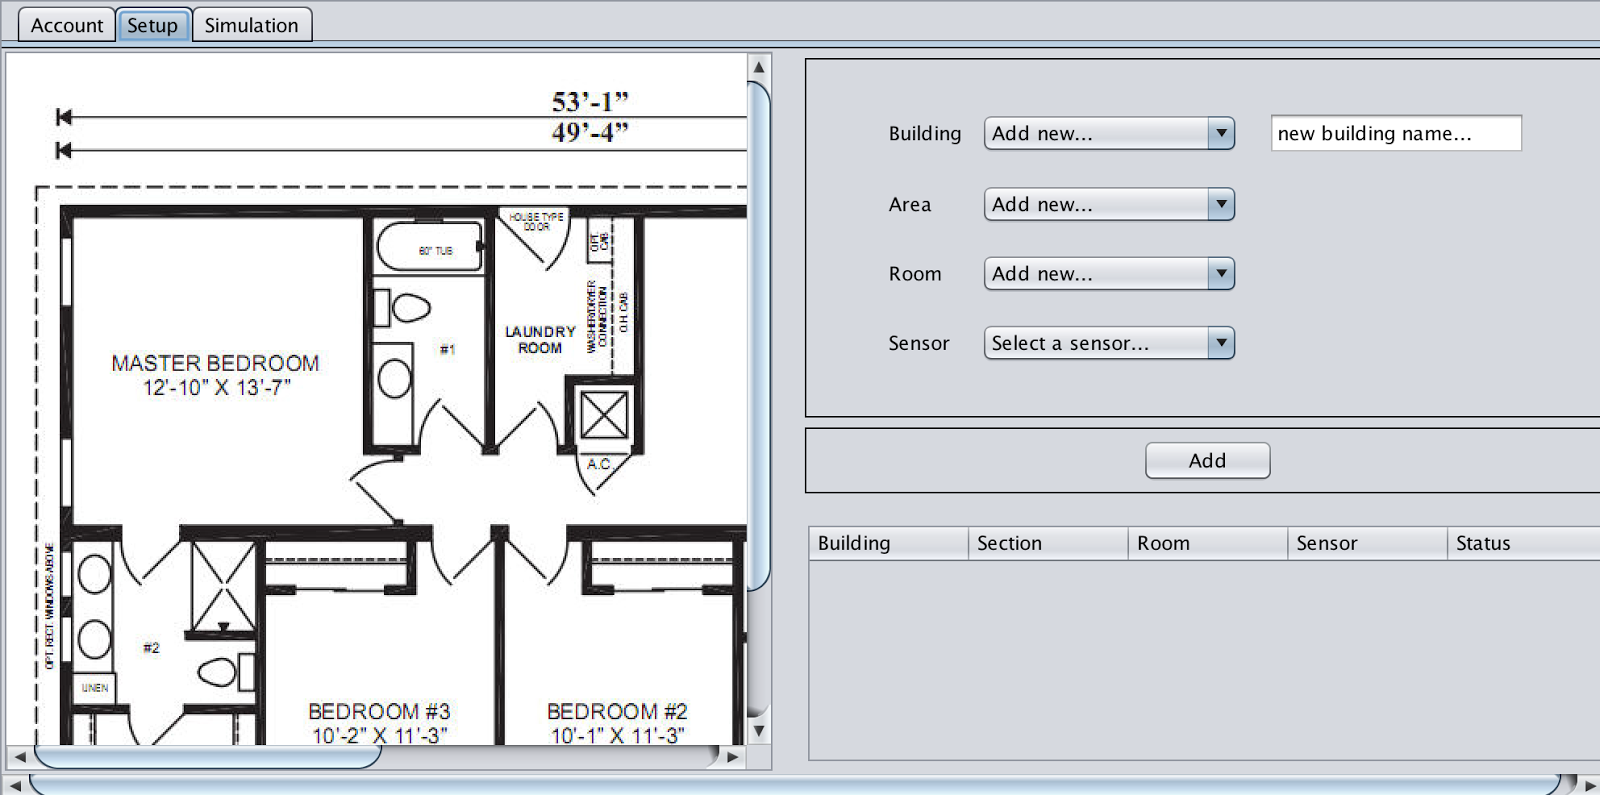 Account
Setup
Simulation
53’-1”
49’-4”
HOUSE TYPE
DOOR
60" TUB
OPT.
CAB
WASHER/DRYER
CONNECTION
O.H. CAB
LAUNDRY
ROOM
#1
MASTER BEDROOM
12'-10" X 13'-7"
A.C.
OPT. RECT. WINDOWS ABOVE
#2
LINEN
BEDROOM #3
10'-2" X 11'-3"
BEDROOM #2
10'-1" X 11'-3"
Building
Add new...
new building name...
Area
Add new...
Room
Add new...
Sensor
Select a sensor...
Add
Building
Section
Room
Sensor
Status